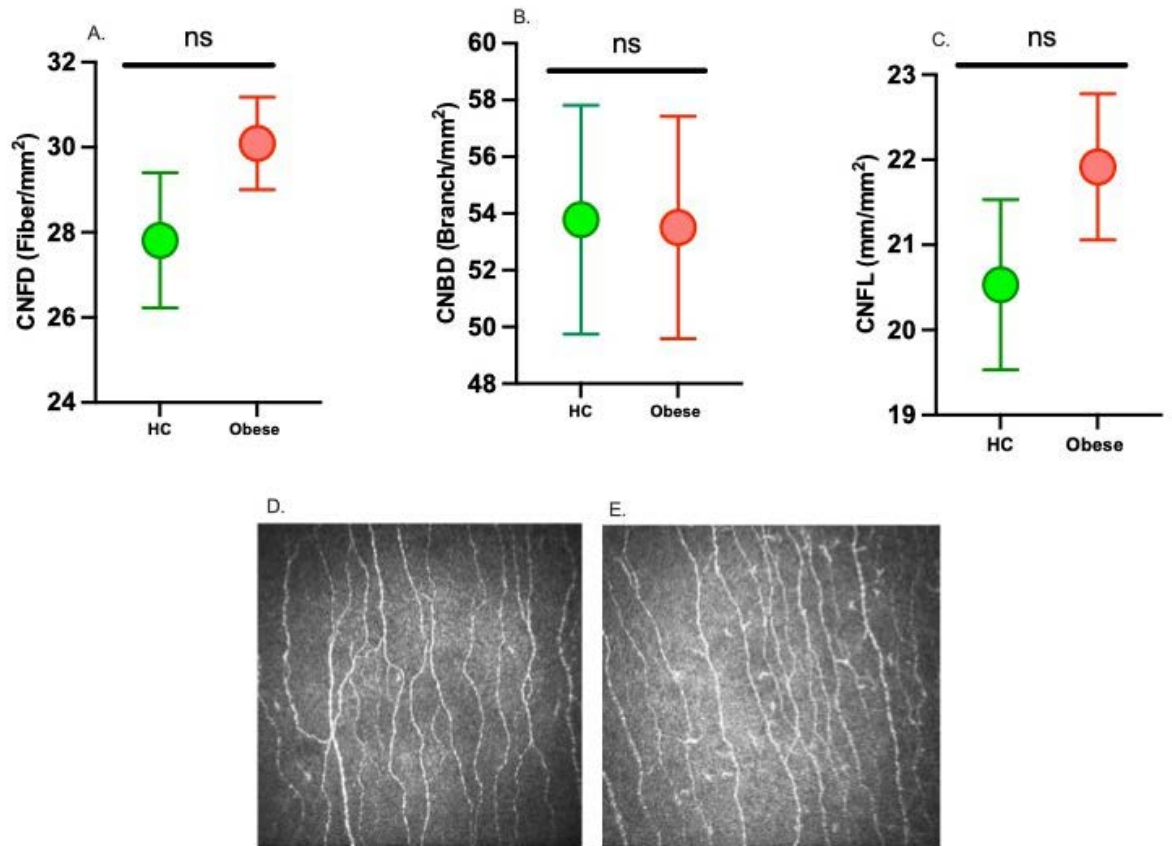 A.
ns
CNFD (Fiber/mm²)
32
30
28
26
24
HC
Obese
B.
ns
CNBD (Branch/mm²)
60
58
56
54
52
50
48
HC
Obese
C.
ns
CNFL (mm/mm²)
23
22
21
20
19
HC
Obese
D.
E.